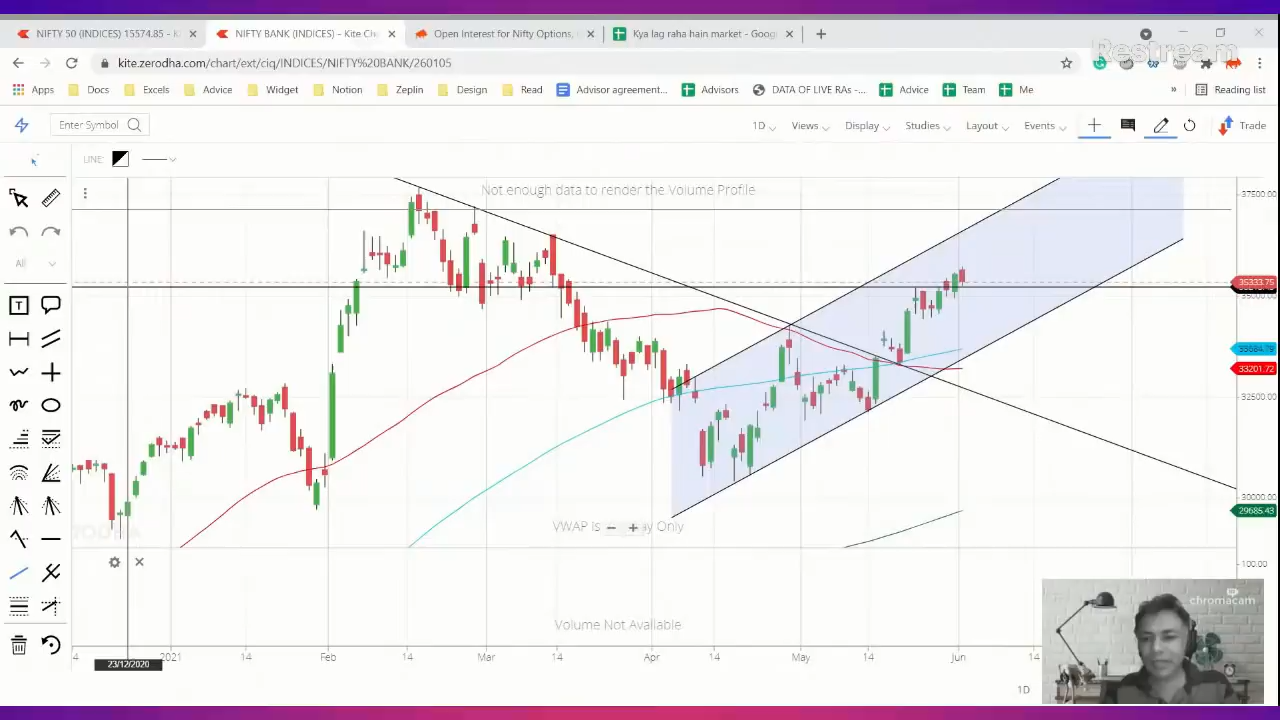 NIFTY 50 (INDICES) 15574.85 - K
NIFTY BANK (INDICES) – Kite Ch
Open Interest for Nifty Options,
Kya lag raha hain market - Goog
Restream
kite.zerodha.com/chart/ext/ciq/INDICES/NIFTY%20BANK/260105
Apps Docs Excels Advice Widget Notion Zeplin Design Read Advisor agreement... Advisors DATA OF LIVE RAs –... Advice Team Me » Reading list
Enter Symbol 1D Views Display Studies Layout Events Trade
LINE:
Not enough data to render the Volume Profile
37500.00
All
35333.75
35000.00
T
33201.72
32500.00
30000.00
29685.43
VWAP is
y Only
100.00
chromacam
Volume Not Available
4 2021 14 Feb 14 Mar 14 Apr 14 May 14 Jun 14
23/12/2020
1D